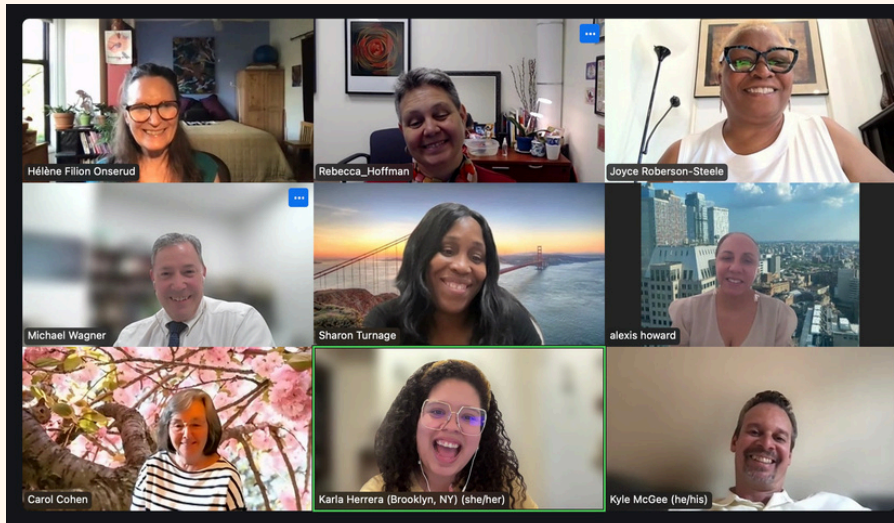 Hélène Filion Onserud
Rebecca_Hoffman
Joyce Roberson-Steele
Michael Wagner
Sharon Turnage
alexis howard
Carol Cohen
Karla Herrera (Brooklyn, NY) (she/her)
Kyle McGee (he/his)